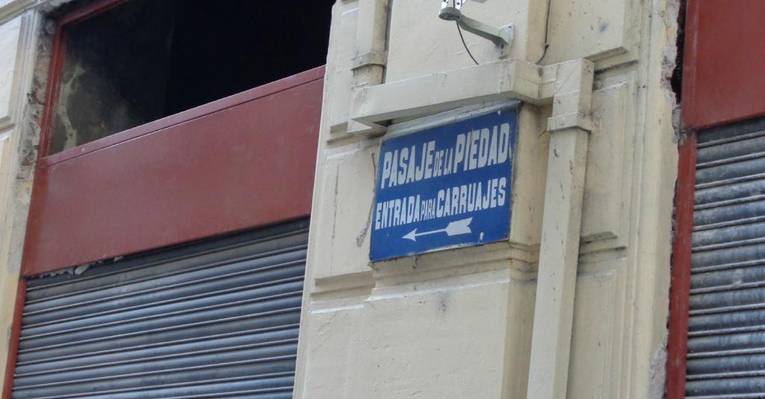 PASAJE DE LA PIEDAD
ENTRADA PARA CARRUAJES